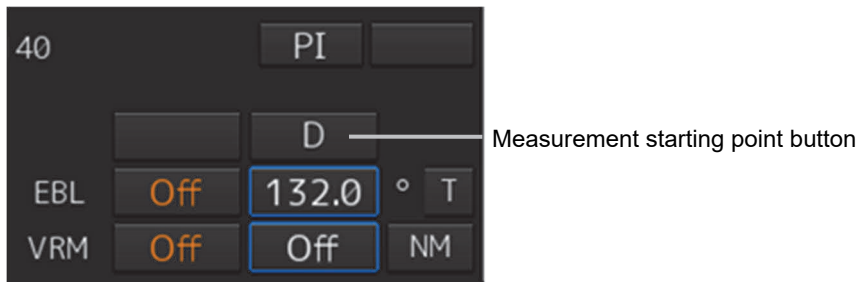 40 PI
D Measurement starting point button
EBL Off 132.0 ° T
VRM Off Off NM